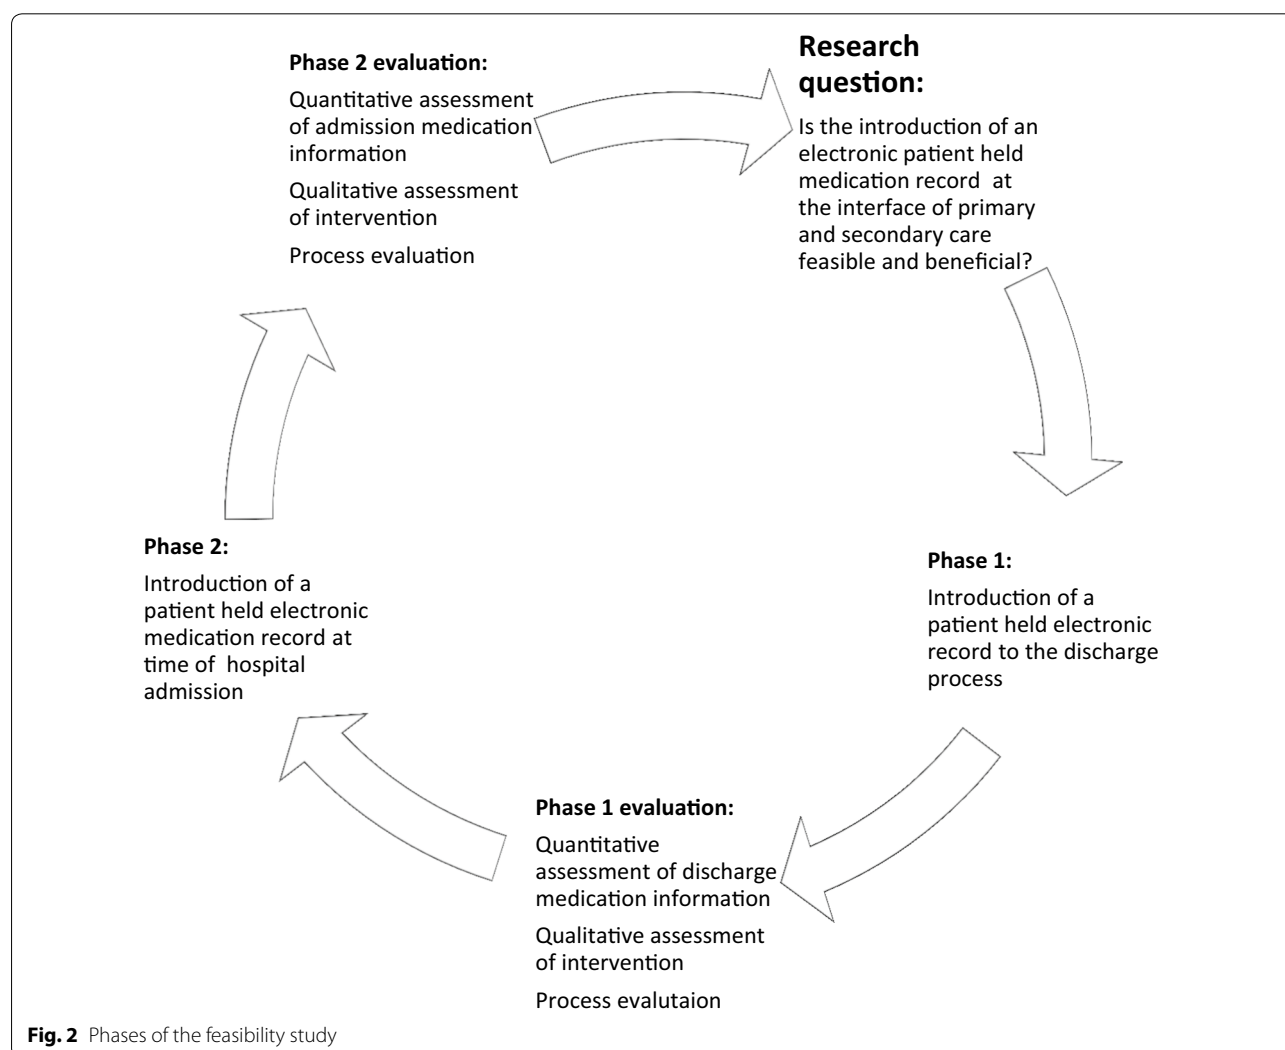 Phase 2 evaluation:
Quantitative assessment
of admission medication
information
Qualitative assessment
of intervention
Process evaluation
Research
question:
Is the introduction of an
electronic patient held
medication record at
the interface of primary
and secondary care
feasible and beneficial?
Phase 1:
Introduction of a
patient held electronic
record to the discharge
process
Phase 1 evaluation:
Quantitative
assessment of discharge
medication information
Qualitative assessment
of intervention
Process evalutaion
Phase 2:
Introduction of a
patient held electronic
medication record at
time of hospital
admission
Fig. 2 Phases of the feasibility study